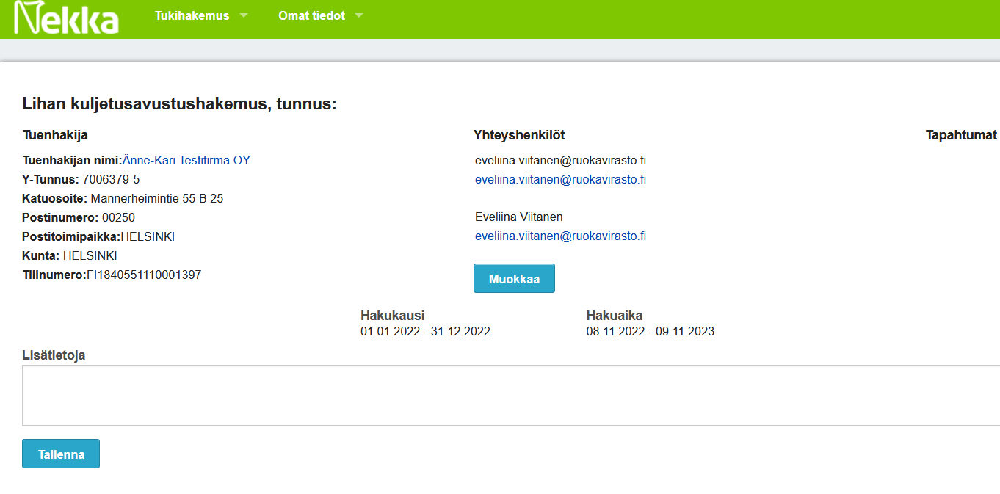 Nekka
Tukihakemus
Omat tiedot
Lihan kuljetusavustushakemus, tunnus:
Tuenhakija
Tuenhakijan nimi:Änne-Kari Testifirma OY
Y-Tunnus: 7006379-5
Katuosoite: Mannerheimintie 55 B 25
Postinumero: 00250
Postitoimipaikka:HELSINKI
Kunta: HELSINKI
Tilinumero:FI1840551110001397
Yhteyshenkilöt
eveliina.viitanen@ruokavirasto.fi
eveliina.viitanen@ruokavirasto.fi
Eveliina Viitanen
eveliina.viitanen@ruokavirasto.fi
Muokkaa
Tapahtumat
Hakukausi
01.01.2022 - 31.12.2022
Hakuaika
08.11.2022 - 09.11.2023
Lisätietoja
Tallenna